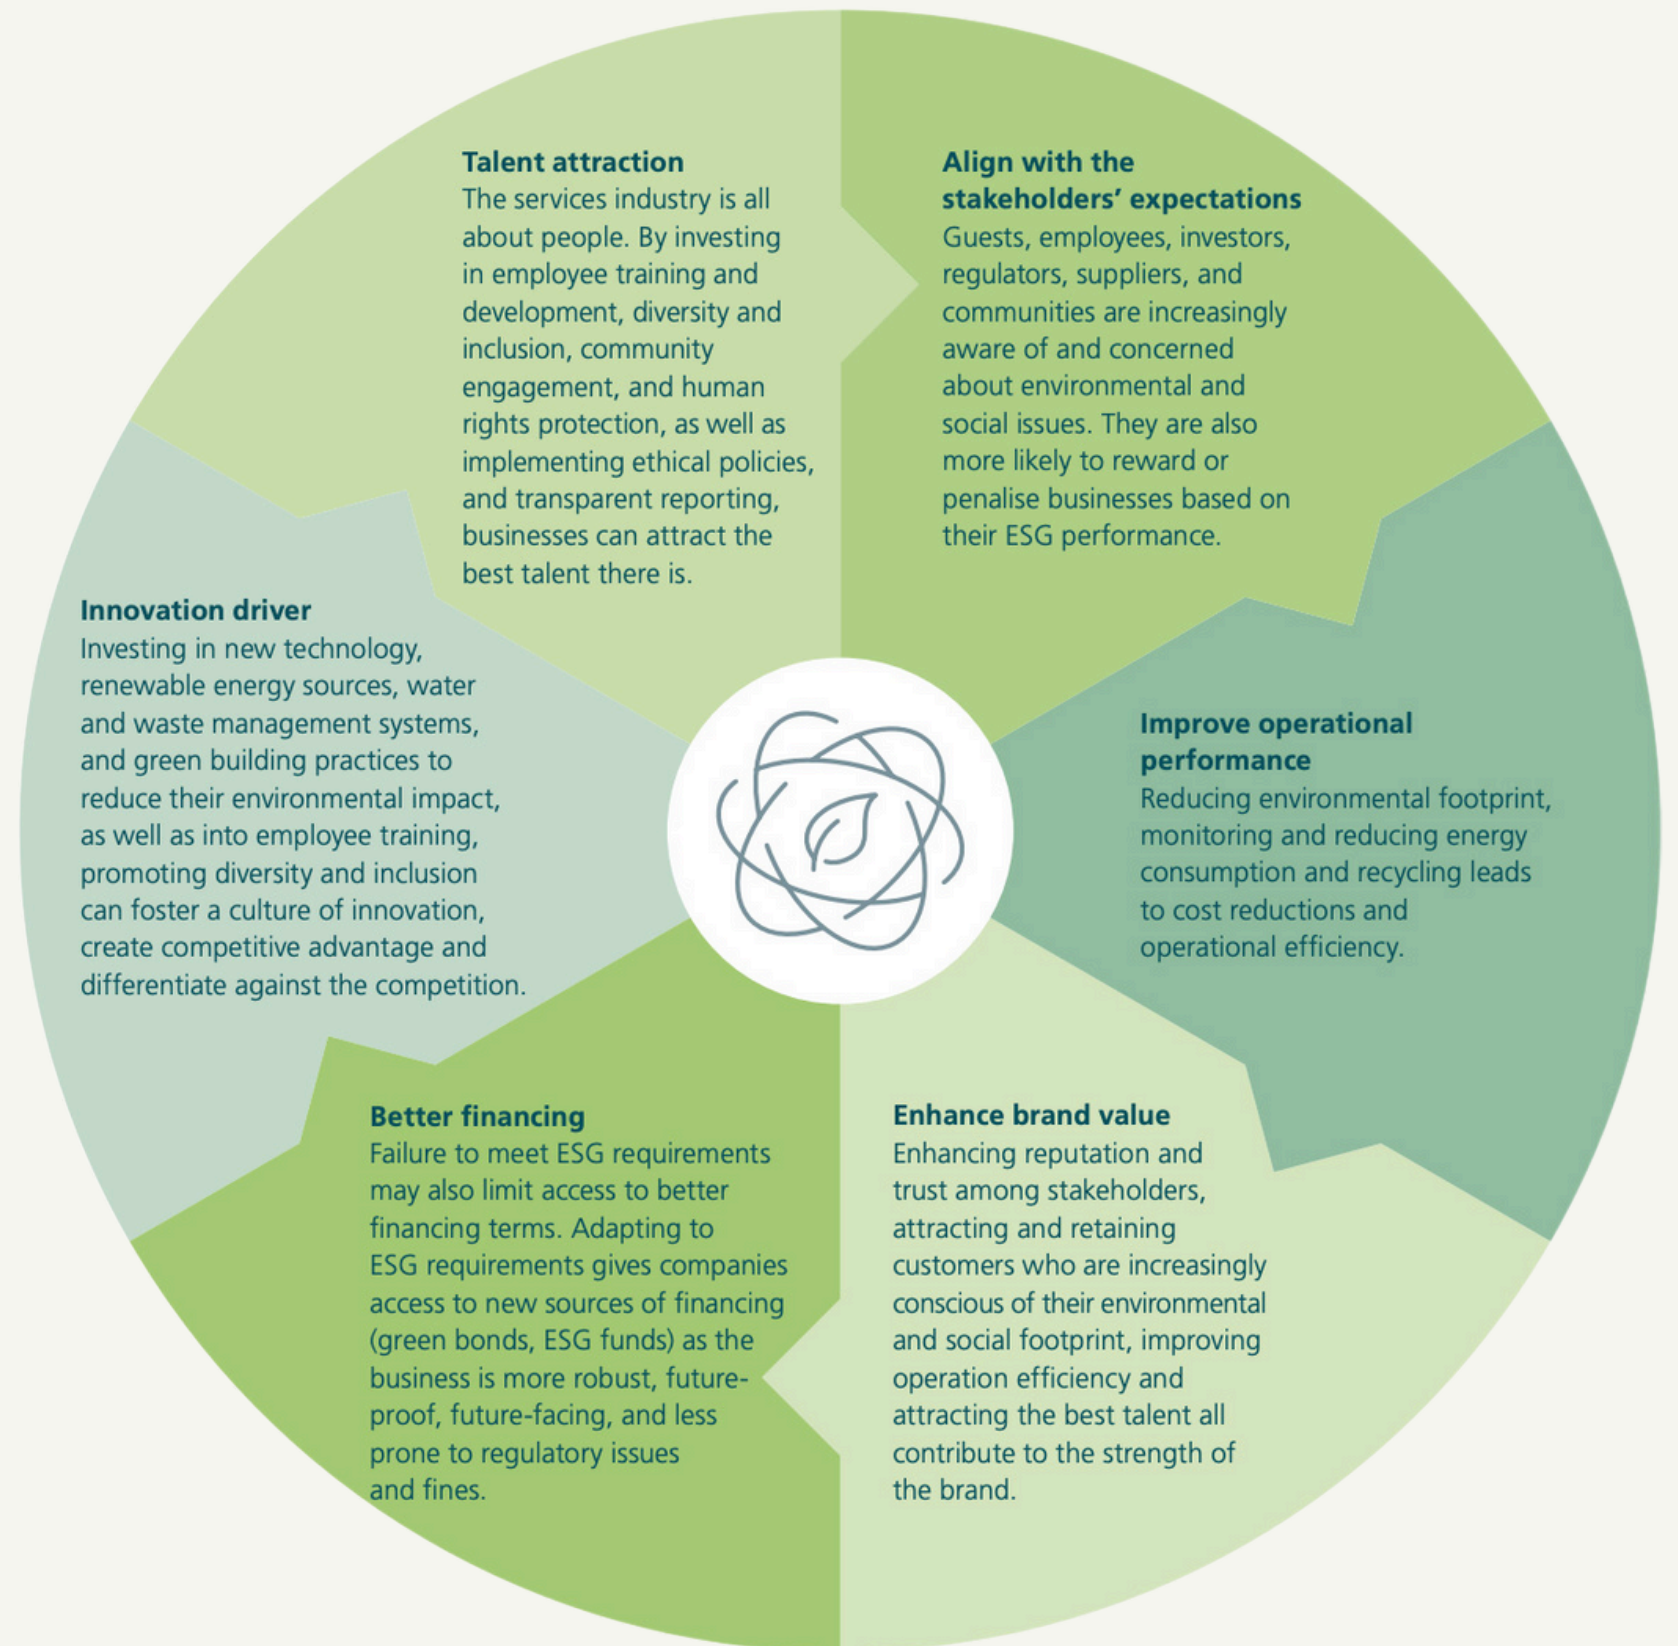 Talent attraction
The services industry is all
about people. By investing
in employee training and
development, diversity and
inclusion, community
engagement, and human
rights protection, as well as
implementing ethical policies,
and transparent reporting,
businesses can attract the
best talent there is.
Align with the
stakeholders’ expectations
Guests, employees, investors,
regulators, suppliers, and
communities are increasingly
aware of and concerned
about environmental and
social issues. They are also
more likely to reward or
penalise businesses based on
their ESG performance.
Improve operational
performance
Reducing environmental footprint,
monitoring and reducing energy
consumption and recycling leads
to cost reductions and
operational efficiency.
Enhance brand value
Enhancing reputation and
trust among stakeholders,
attracting and retaining
customers who are increasingly
conscious of their environmental
and social footprint, improving
operation efficiency and
attracting the best talent all
contribute to the strength of
the brand.
Better financing
Failure to meet ESG requirements
may also limit access to better
financing terms. Adapting to
ESG requirements gives companies
access to new sources of financing
(green bonds, ESG funds) as the
business is more robust, future-
proof, future-facing, and less
prone to regulatory issues
and fines.
Innovation driver
Investing in new technology,
renewable energy sources, water
and waste management systems,
and green building practices to
reduce their environmental impact,
as well as into employee training,
promoting diversity and inclusion
can foster a culture of innovation,
create competitive advantage and
differentiate against the competition.